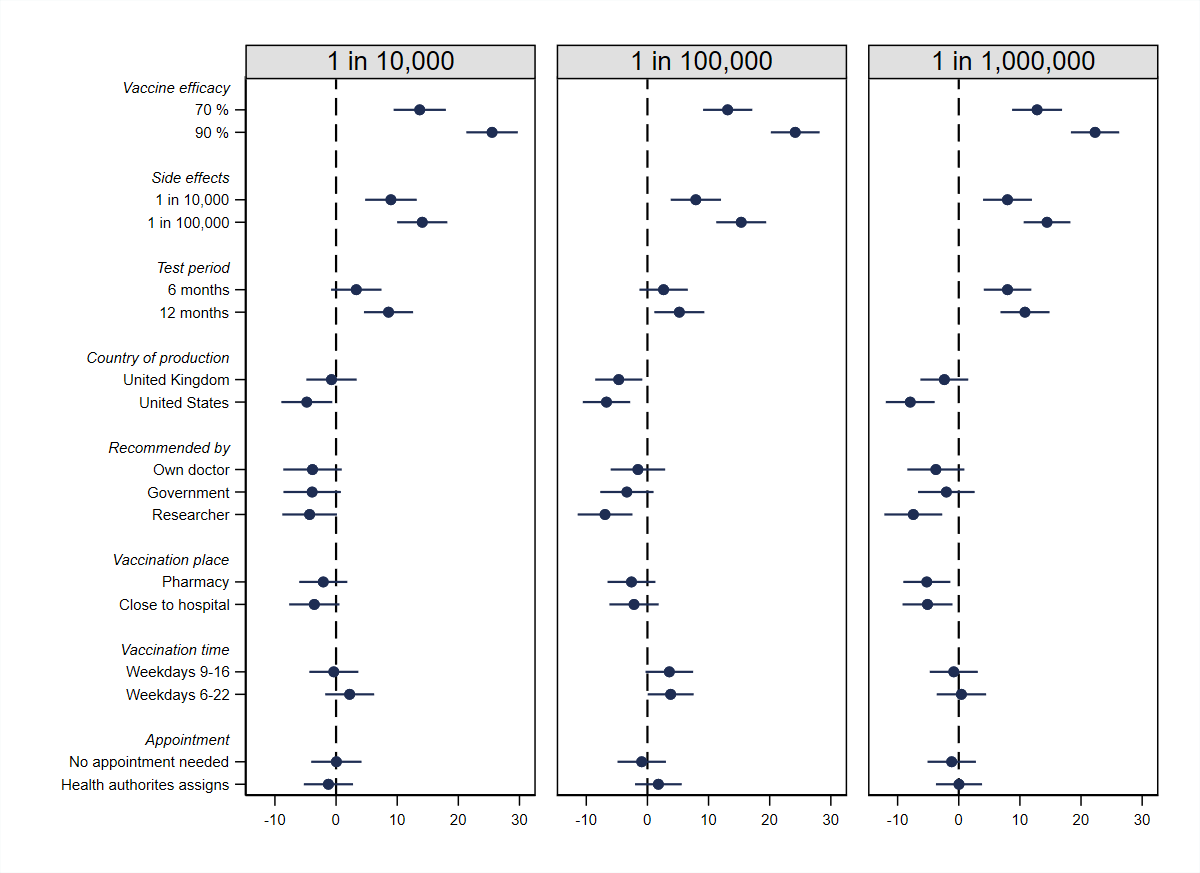 1 in 10,000 1 in 100,000 1 in 1,000,000
Vaccine efficacy
70 %
90 %
Side effects
1 in 10,000
1 in 100,000
Test period
6 months
12 months
Country of production
United Kingdom
United States
Recommended by
Own doctor
Government
Researcher
Vaccination place
Pharmacy
Close to hospital
Vaccination time
Weekdays 9-16
Weekdays 6-22
Appointment
No appointment needed
Health authorites assigns
-10 0 10 20 30 -10 0 10 20 30 -10 0 10 20 30